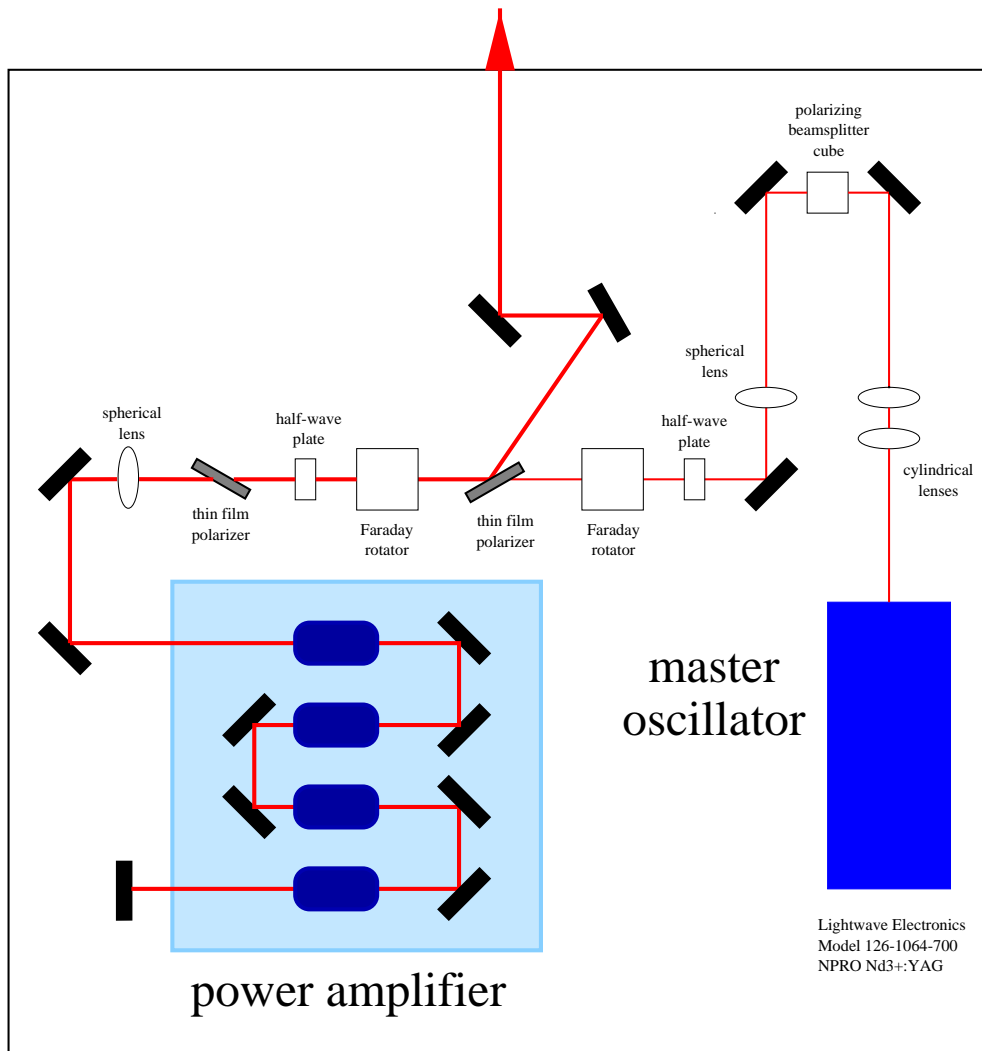 polarizing
beamsplitter
cube
spherical
lens
spherical
lens
half-wave
plate
half-wave
plate
cylindrical
lenses
thin film
polarizer
Faraday
rotator
thin film
polarizer
Faraday
rotator
master
oscillator
Lightwave Electronics
Model 126-1064-700
NPRO Nd3+:YAG
power amplifier